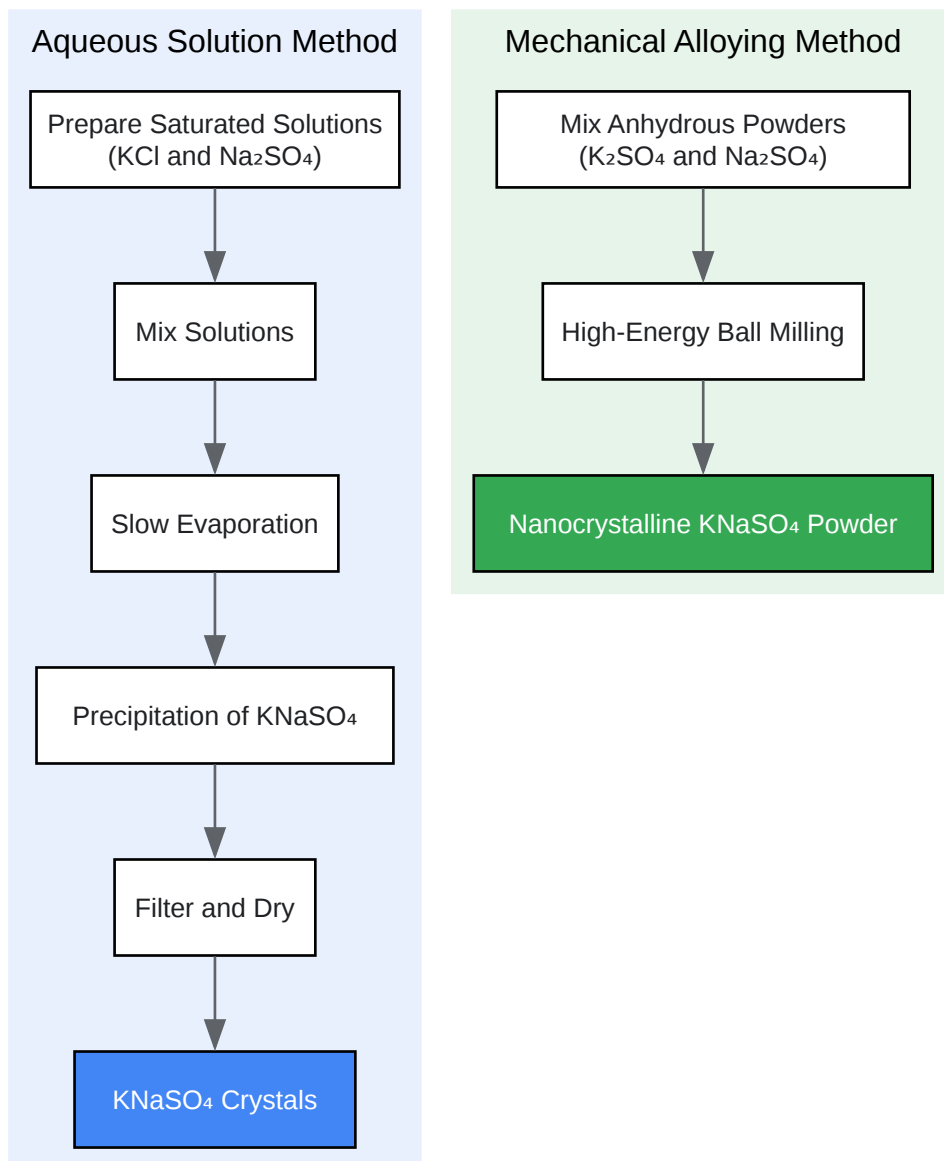 Aqueous Solution Method
Prepare Saturated Solutions
(KCl and Na₂SO₄)
Mix Solutions
Slow Evaporation
Precipitation of KNaSO₄
Filter and Dry
KNaSO₄ Crystals
Mechanical Alloying Method
Mix Anhydrous Powders
(K₂SO₄ and Na₂SO₄)
High-Energy Ball Milling
Nanocrystalline KNaSO₄ Powder